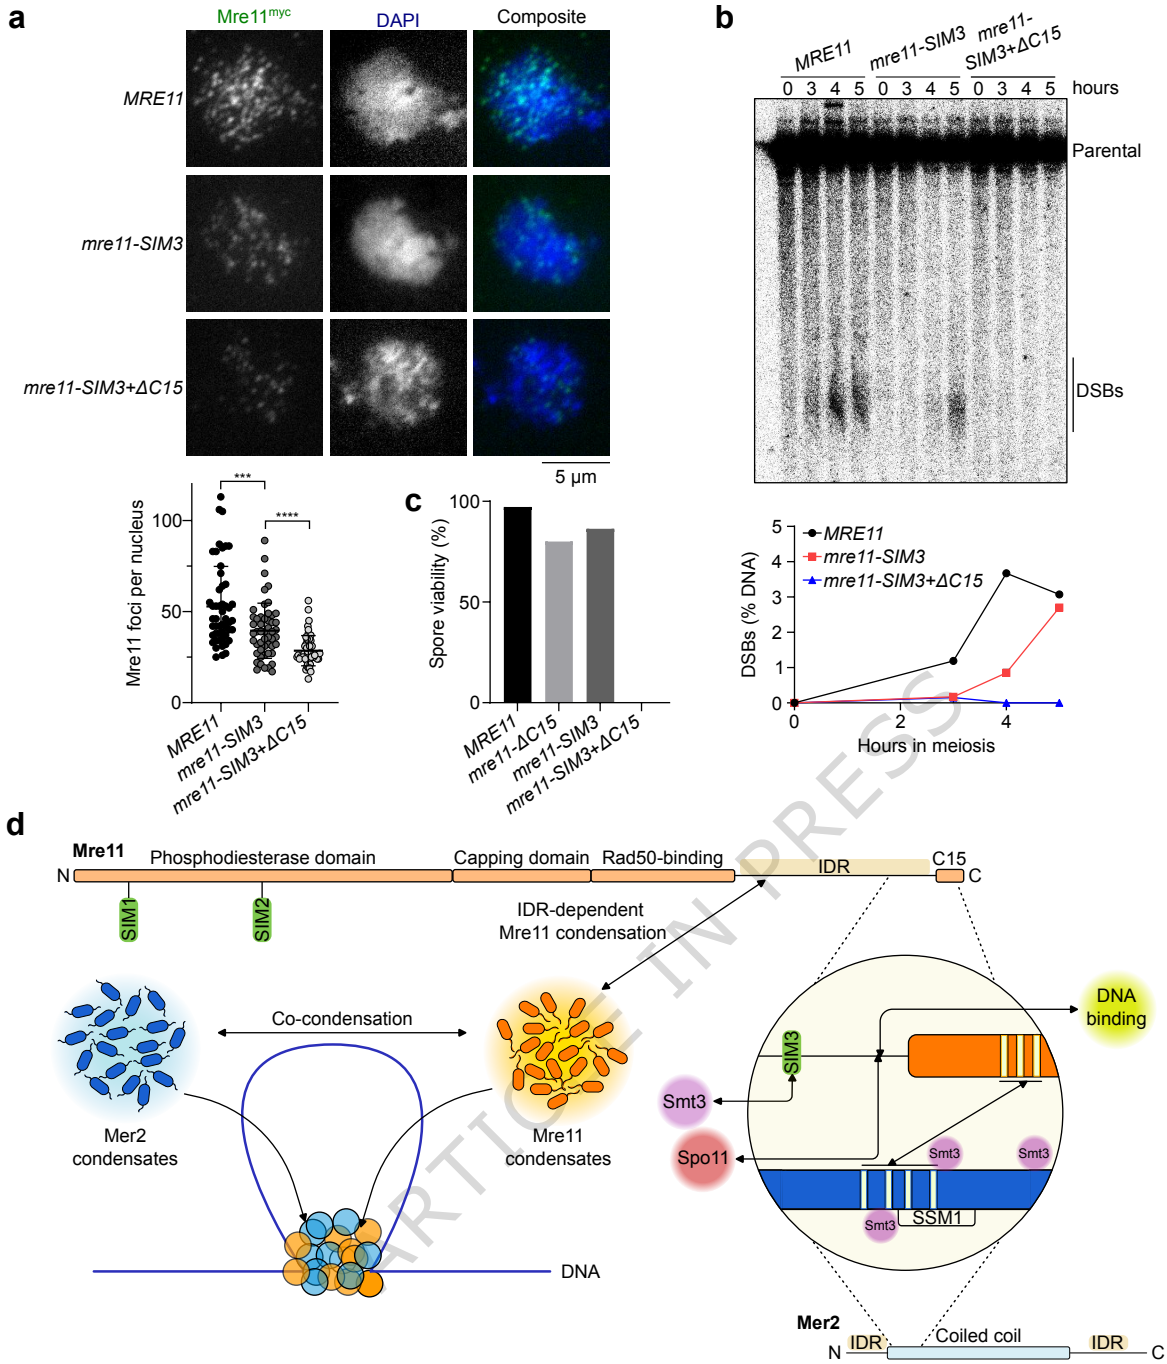 a
Mre11myc
DAPI
Composite
MRE11
mre11-SIM3
mre11-SIM3+ΔC15
5 µm
Mre11 foci per nucleus
100
50
0
***
****
MRE11
mre11-SIM3
mre11-SIM3+ΔC15
b
MRE11
mre11-SIM3
mre11-
SIM3+ΔC15
0 3 4 5 0 3 4 5 0 3 4 5 hours
Parental
DSBs
DSBs (% DNA)
5
4
3
2
1
0
MRE11
mre11-SIM3
mre11-SIM3+ΔC15
0 2 4
Hours in meiosis
c
Spore viability (%)
100
50
0
MRE11
mre11-ΔC15
mre11-SIM3
mre11-SIM3+ΔC15
d
Mre11
N
Phosphodiesterase domain
Capping domain
Rad50-binding
IDR
C15
C
SIM1
SIM2
IDR-dependent
Mre11 condensation
Co-condensation
Mer2
condensates
Mre11
condensates
DNA
DNA
binding
SIM3
Smt3
Spo11
Smt3
Smt3
Smt3
SSM1
Mer2
N
IDR
Coiled coil
IDR
C
ARTICLE IN PRESS